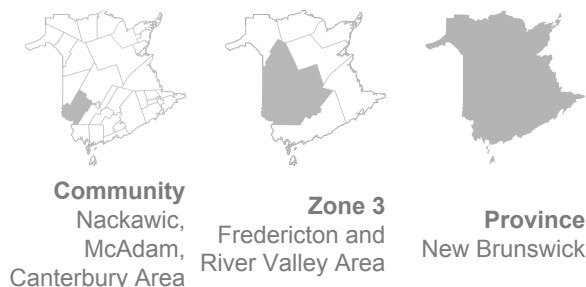 Community
Nackawic,
McAdam,
Canterbury Area
Zone 3
Fredericton and
River Valley Area
Province
New Brunswick